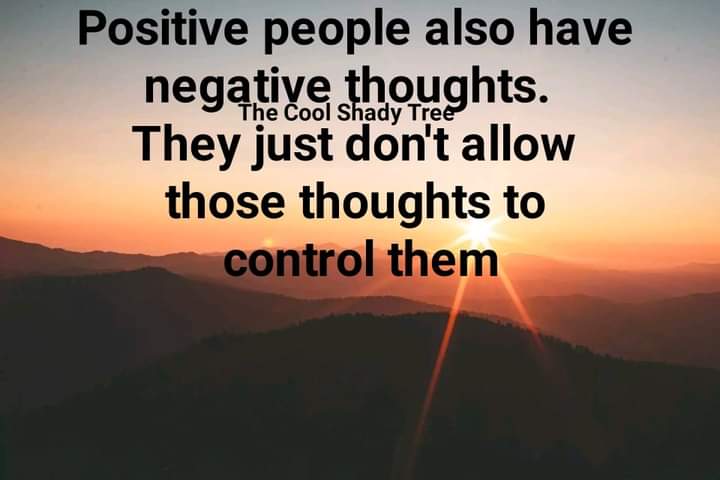 Positive people also have
negative thoughts.
The Cool Shady Tree
They just don't allow
those thoughts to
control them